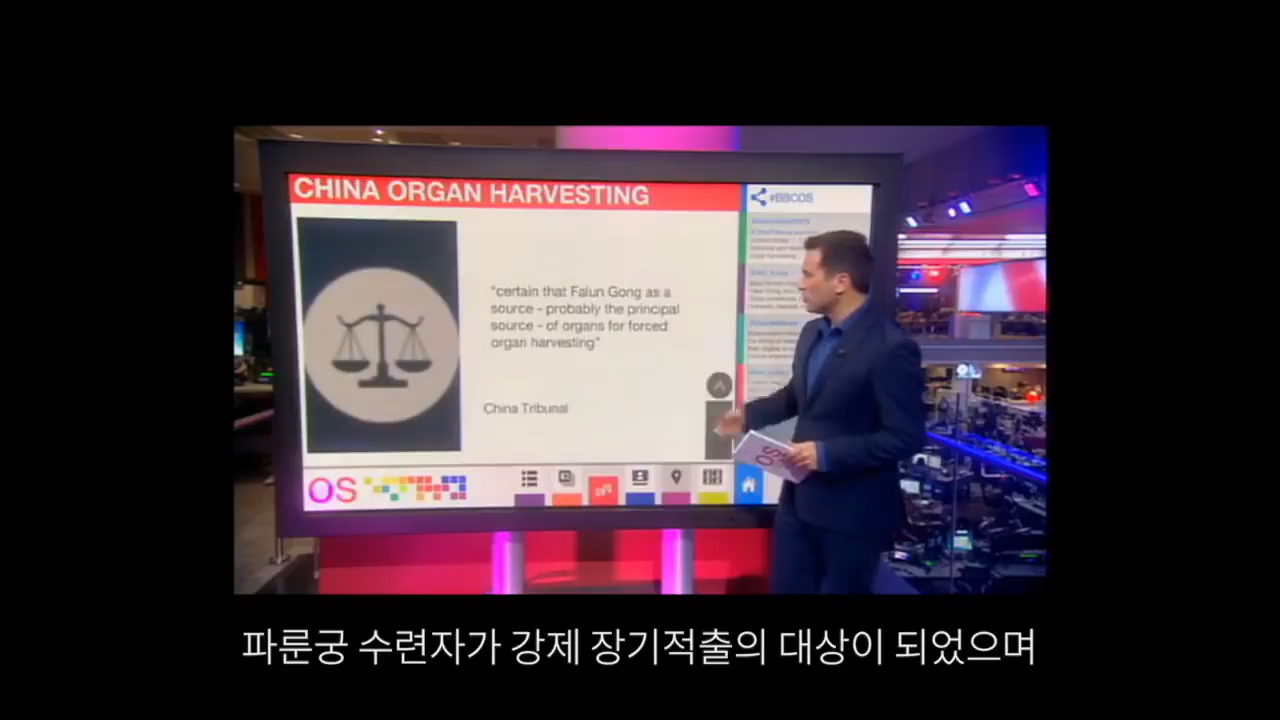 CHINA ORGAN HARVESTING
#BBCOS
"certain that Falun Gong as a
source - probably the principal
source - of organs for forced
organ harvesting"
China Tribunal
OS
OS
파룬궁 수련자가 강제 장기적출의 대상이 되었으며